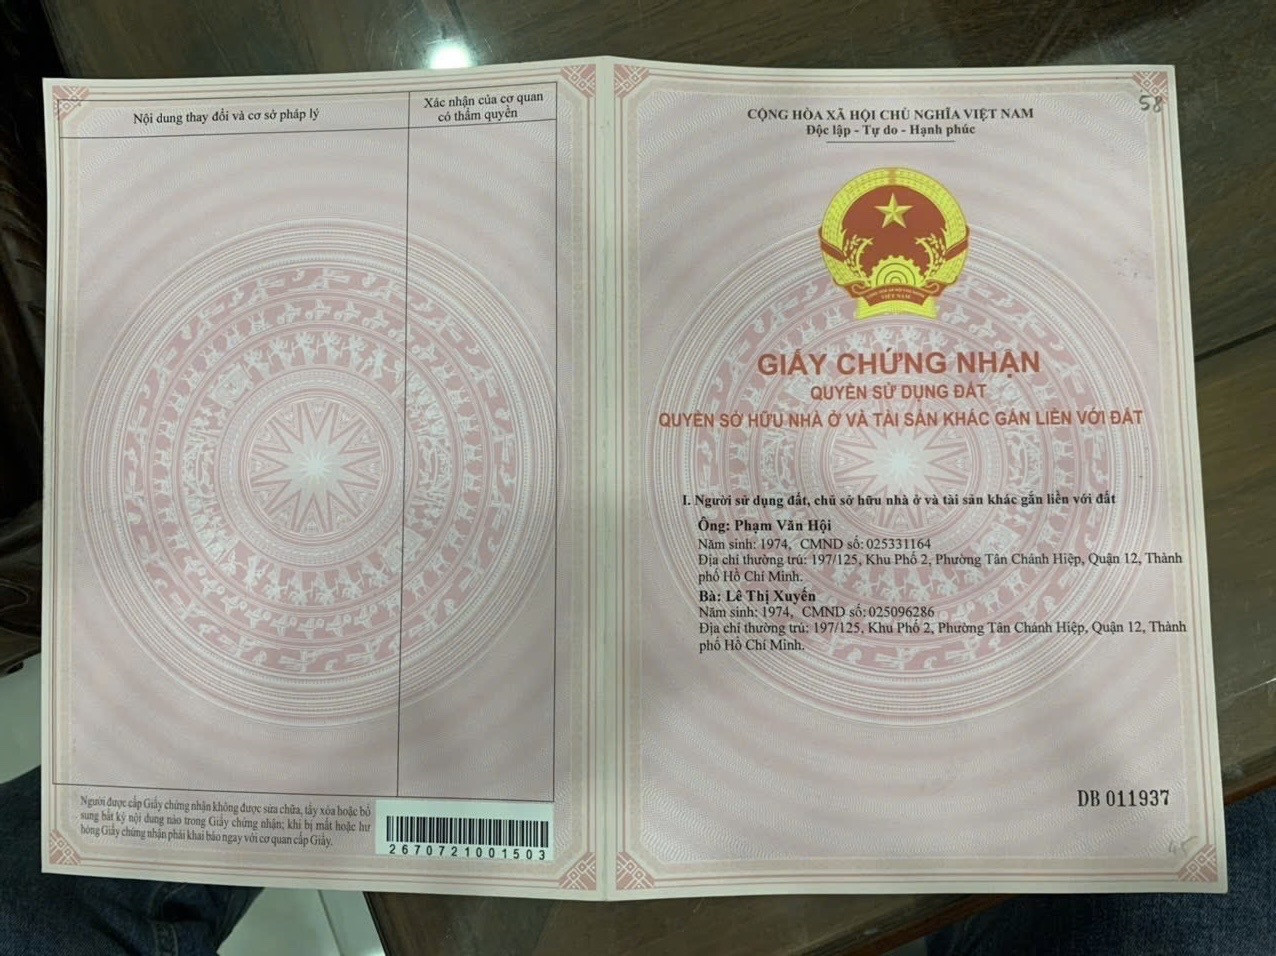 Nội dung thay đổi và cơ sở pháp lý
Xác nhận của cơ quan
có thẩm quyền
Người được cấp Giấy chứng nhận không được sửa chữa, tẩy xóa hoặc bổ
sung bất kỳ nội dung nào trong Giấy chứng nhận; khi bị mất hoặc hư
hỏng Giấy chứng nhận phải khai báo ngay với cơ quan cấp Giấy.
2670721001503
58
CỘNG HÒA XÃ HỘI CHỦ NGHĨA VIỆT NAM
Độc lập - Tự do - Hạnh phúc
VIỆT NAM
GIẤY CHỨNG NHẬN
QUYỀN SỬ DỤNG ĐẤT
QUYỀN SỞ HỮU NHÀ Ở VÀ TÀI SẢN KHÁC GẮN LIỀN VỚI ĐẤT
I. Người sử dụng đất, chủ sở hữu nhà ở và tài sản khác gắn liền với đất
Ông: Phạm Văn Hội
Năm sinh: 1974, CMND số: 025331164
Địa chỉ thường trú: 197/125, Khu Phố 2, Phường Tân Chánh Hiệp, Quận 12, Thành
phố Hồ Chí Minh.
Bà: Lê Thị Xuyến
Năm sinh: 1974, CMND số: 025096286
Địa chỉ thường trú: 197/125, Khu Phố 2, Phường Tân Chánh Hiệp, Quận 12, Thành
phố Hồ Chí Minh.
DB 011937